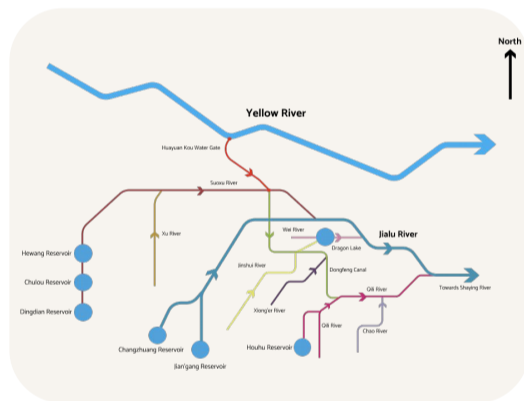 North
Yellow River
Huayuan Kou Water Gate
Suoxu River
Xu River
Wei River
Jialu River
Dragon Lake
Hewang Reservoir
Jinshui River
Dongfeng Canal
Chulou Reservoir
Qili River
Towards Shaying River
Xiong'er River
Dingdian Reservoir
Qili River
Chao River
Changzhuang Reservoir
Houhu Reservoir
Jian'gang Reservoir